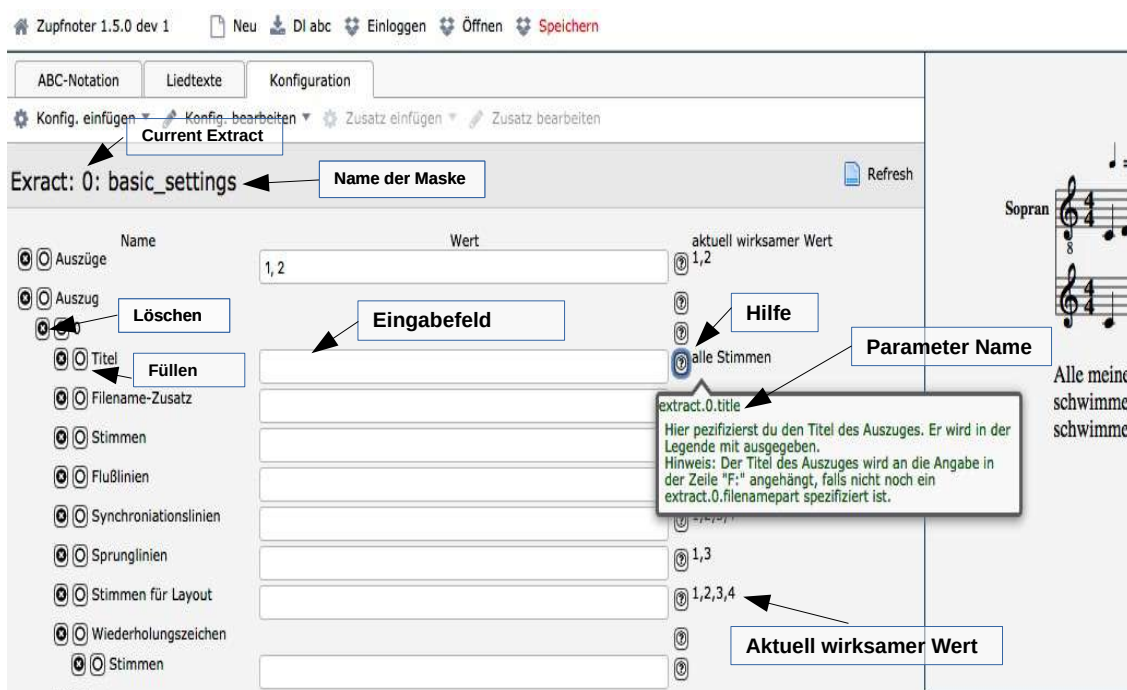 Zupfnoter 1.5.0 dev 1 Neu Dl abc Einloggen Öffnen Speichern
ABC-Notation Liedtexte Konfiguration
Konfig. einfügen Konfig. bearbeiten Zusatz einfügen Zusatz bearbeiten
Current Extract
Exract: 0: basic_settings
Name der Maske
Refresh
Sopran
8
Name Wert aktuell wirksamer Wert
Auszüge 1, 2 1,2
Auszug
Löschen
Eingabefeld
Hilfe
Titel alle Stimmen
Füllen
Parameter Name
Filename-Zusatz
extract.0.title
Hier pezifizierst du den Titel des Auszuges. Er wird in der
Legende mit ausgegeben.
Hinweis: Der Titel des Auszuges wird an die Angabe in
der Zeile "F:" angehängt, falls nicht noch ein
extract.0.filenamepart spezifiziert ist.
Alle meine
schwimme
schwimme
Stimmen
Flußlinien
Synchroniationslinien
Sprunglinien 1,3
Stimmen für Layout 1,2,3,4
Wiederholungszeichen
Aktuell wirksamer Wert
Stimmen